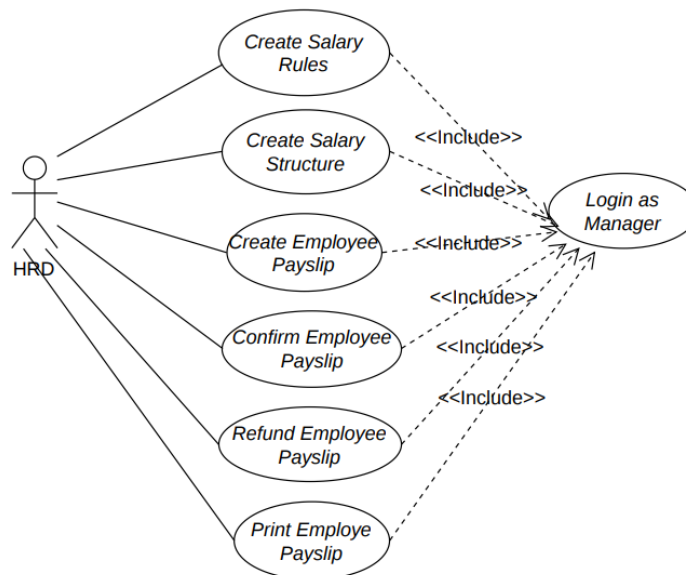 Create Salary
Rules
<<Include>>
Create Salary
Structure
<<Include>>
Login as
Manager
HRD
Create Employee
Payslip
<<Include>>
Confirm Employee
Payslip
<<Include>>
<<Include>>
Refund Employee
Payslip
<<Include>>
Print Employe
Payslip